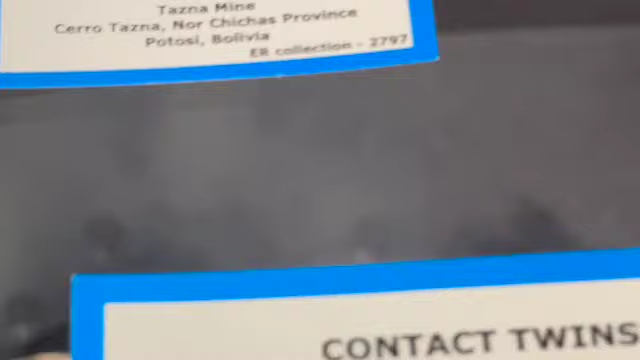 Tazna Mine
Cerro Tazna, Nor Chichas Province
Potosi, Bolivia
ER collection - 2797
CONTACT TWINS